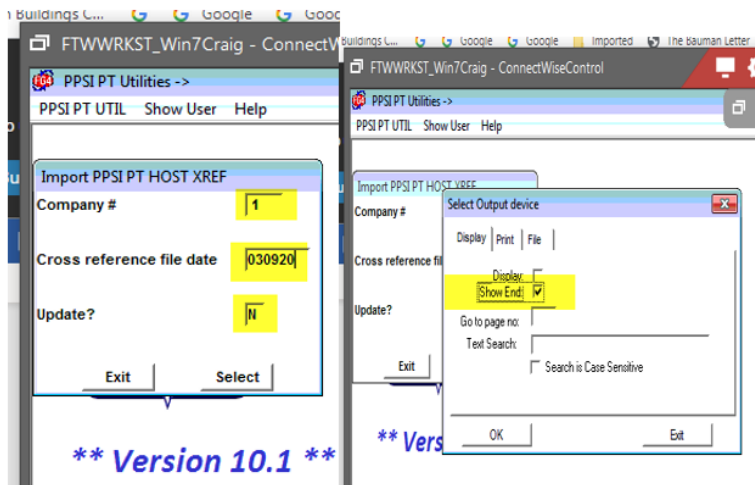 Buildings C... Google Goo
FTWWRKST_Win7Craig - ConnectW
PPSI PT Utilities ->
PPSI PT UTIL Show User Help
Import PPSI PT HOST XREF
Company # 1
Cross reference file date 030920
Update? N
Exit Select
** Version 10.1 **
Buildings C... Google Google Imported The Bauman Letter
FTWWRKST_Win7Craig - ConnectWiseControl
PPSI PT Utilities ->
PPSI PT UTIL Show User Help
Import PPSI PT HOST XREF
Company #
Cross reference fil
Update?
Exit
** Vers
Select Output device
Display Print File
Display:
Show End:
Go to page no:
Text Search:
Search is Case Sensitive
OK Exit